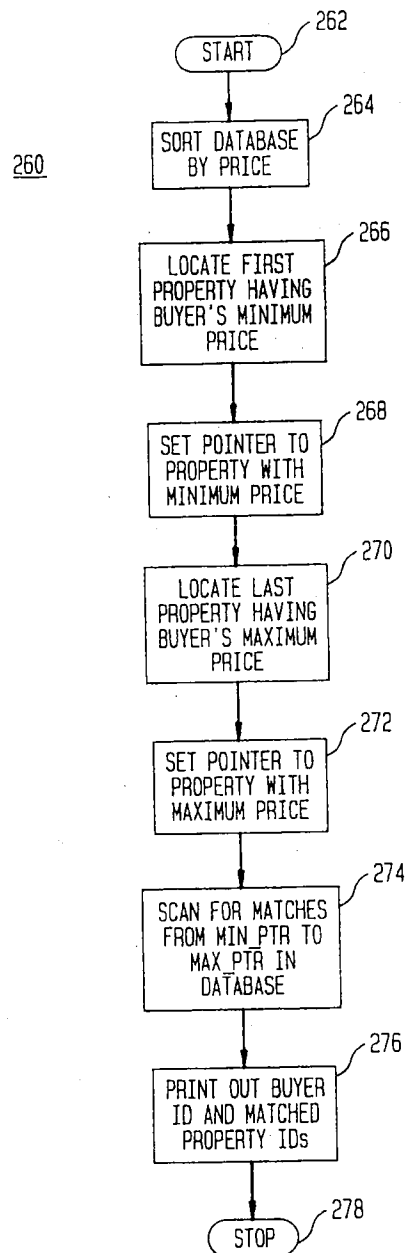 262
START
264
SORT DATABASE
BY PRICE
260
266
LOCATE FIRST
PROPERTY HAVING
BUYER'S MINIMUM
PRICE
268
SET POINTER TO
PROPERTY WITH
MINIMUM PRICE
270
LOCATE LAST
PROPERTY HAVING
BUYER'S MAXIMUM
PRICE
272
SET POINTER TO
PROPERTY WITH
MAXIMUM PRICE
274
SCAN FOR MATCHES
FROM MIN_PTR TO
MAX_PTR IN
DATABASE
276
PRINT OUT BUYER
ID AND MATCHED
PROPERTY IDs
278
STOP